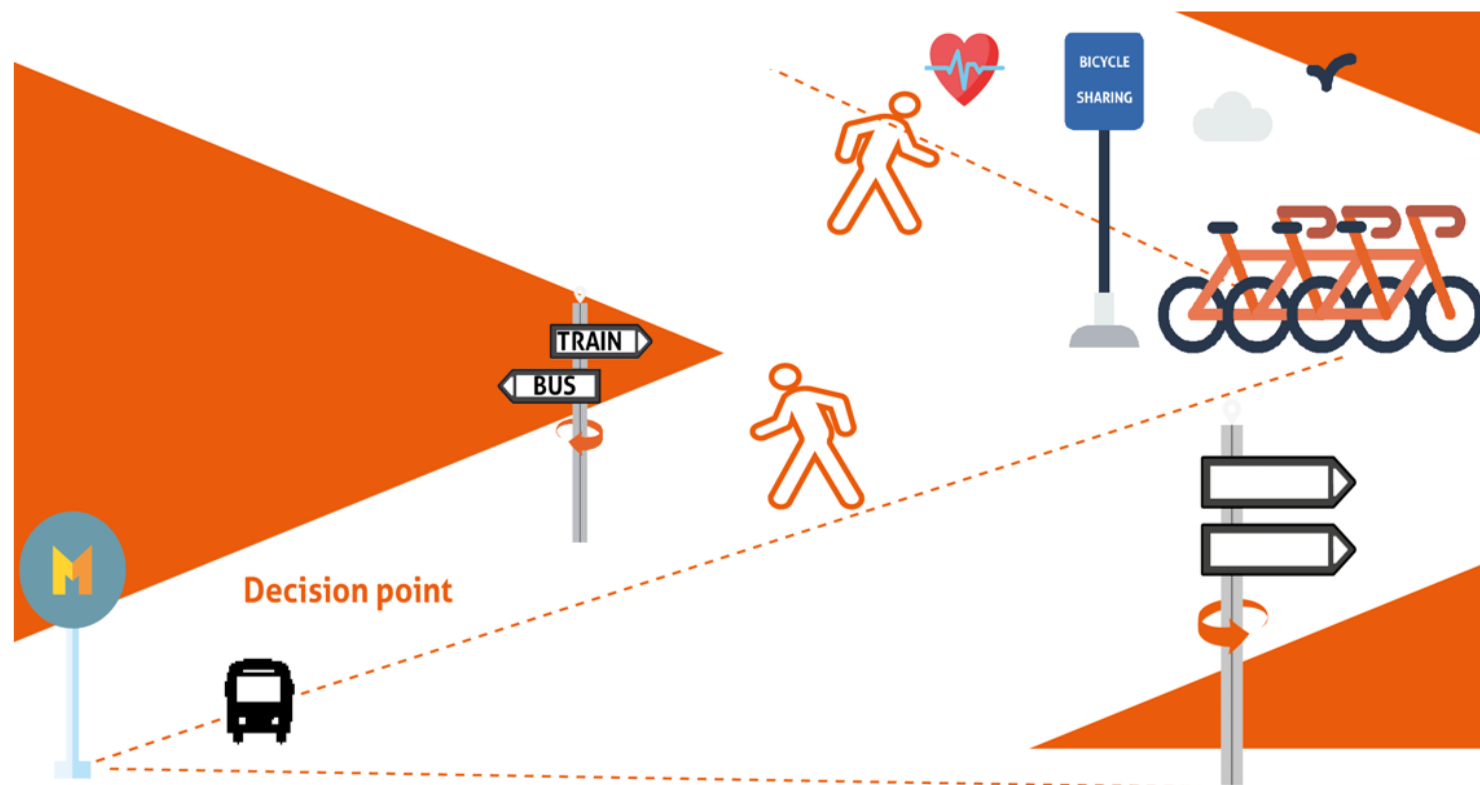 BICYCLE
SHARING
TRAIN
BUS
M
Decision point